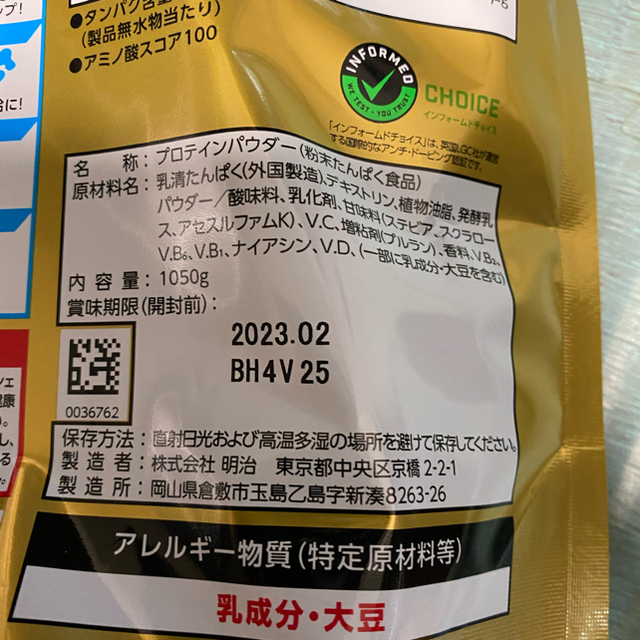 ップ!
●タンパク含量
(製品無水物当たり)
●アミノ酸スコア100
INFORMED
WE TEST・YOU TRUST
CHOICE
インフォームドチョイス
「インフォームドチョイス」は、英国LGC社が運営
する国際的なアンチ・ドーピング認証です。
名称:プロテインパウダー(粉末たんぱく食品)
原材料名:乳清たんぱく(外国製造)、デキストリン、植物油脂、発酵乳
パウダー/酸味料、乳化剤、甘味料(ステビア、スクラロー
ス、アセスルファムK)、V.C、増粘剤(プルラン)、香料、V.B₂、
V.B₆、V.B₁、ナイアシン、V.D、(一部に乳成分・大豆を含む)
内容量:1050g
賞味期限(開封前):
2023.02
BH4V25
0036762
保存方法:直射日光および高温多湿の場所を避けて保存してください。
製造者:株式会社 明治 東京都中央区京橋2-2-1
製造所:岡山県倉敷市玉島乙島字新湊8263-26
アレルギー物質(特定原材料等)
乳成分・大豆